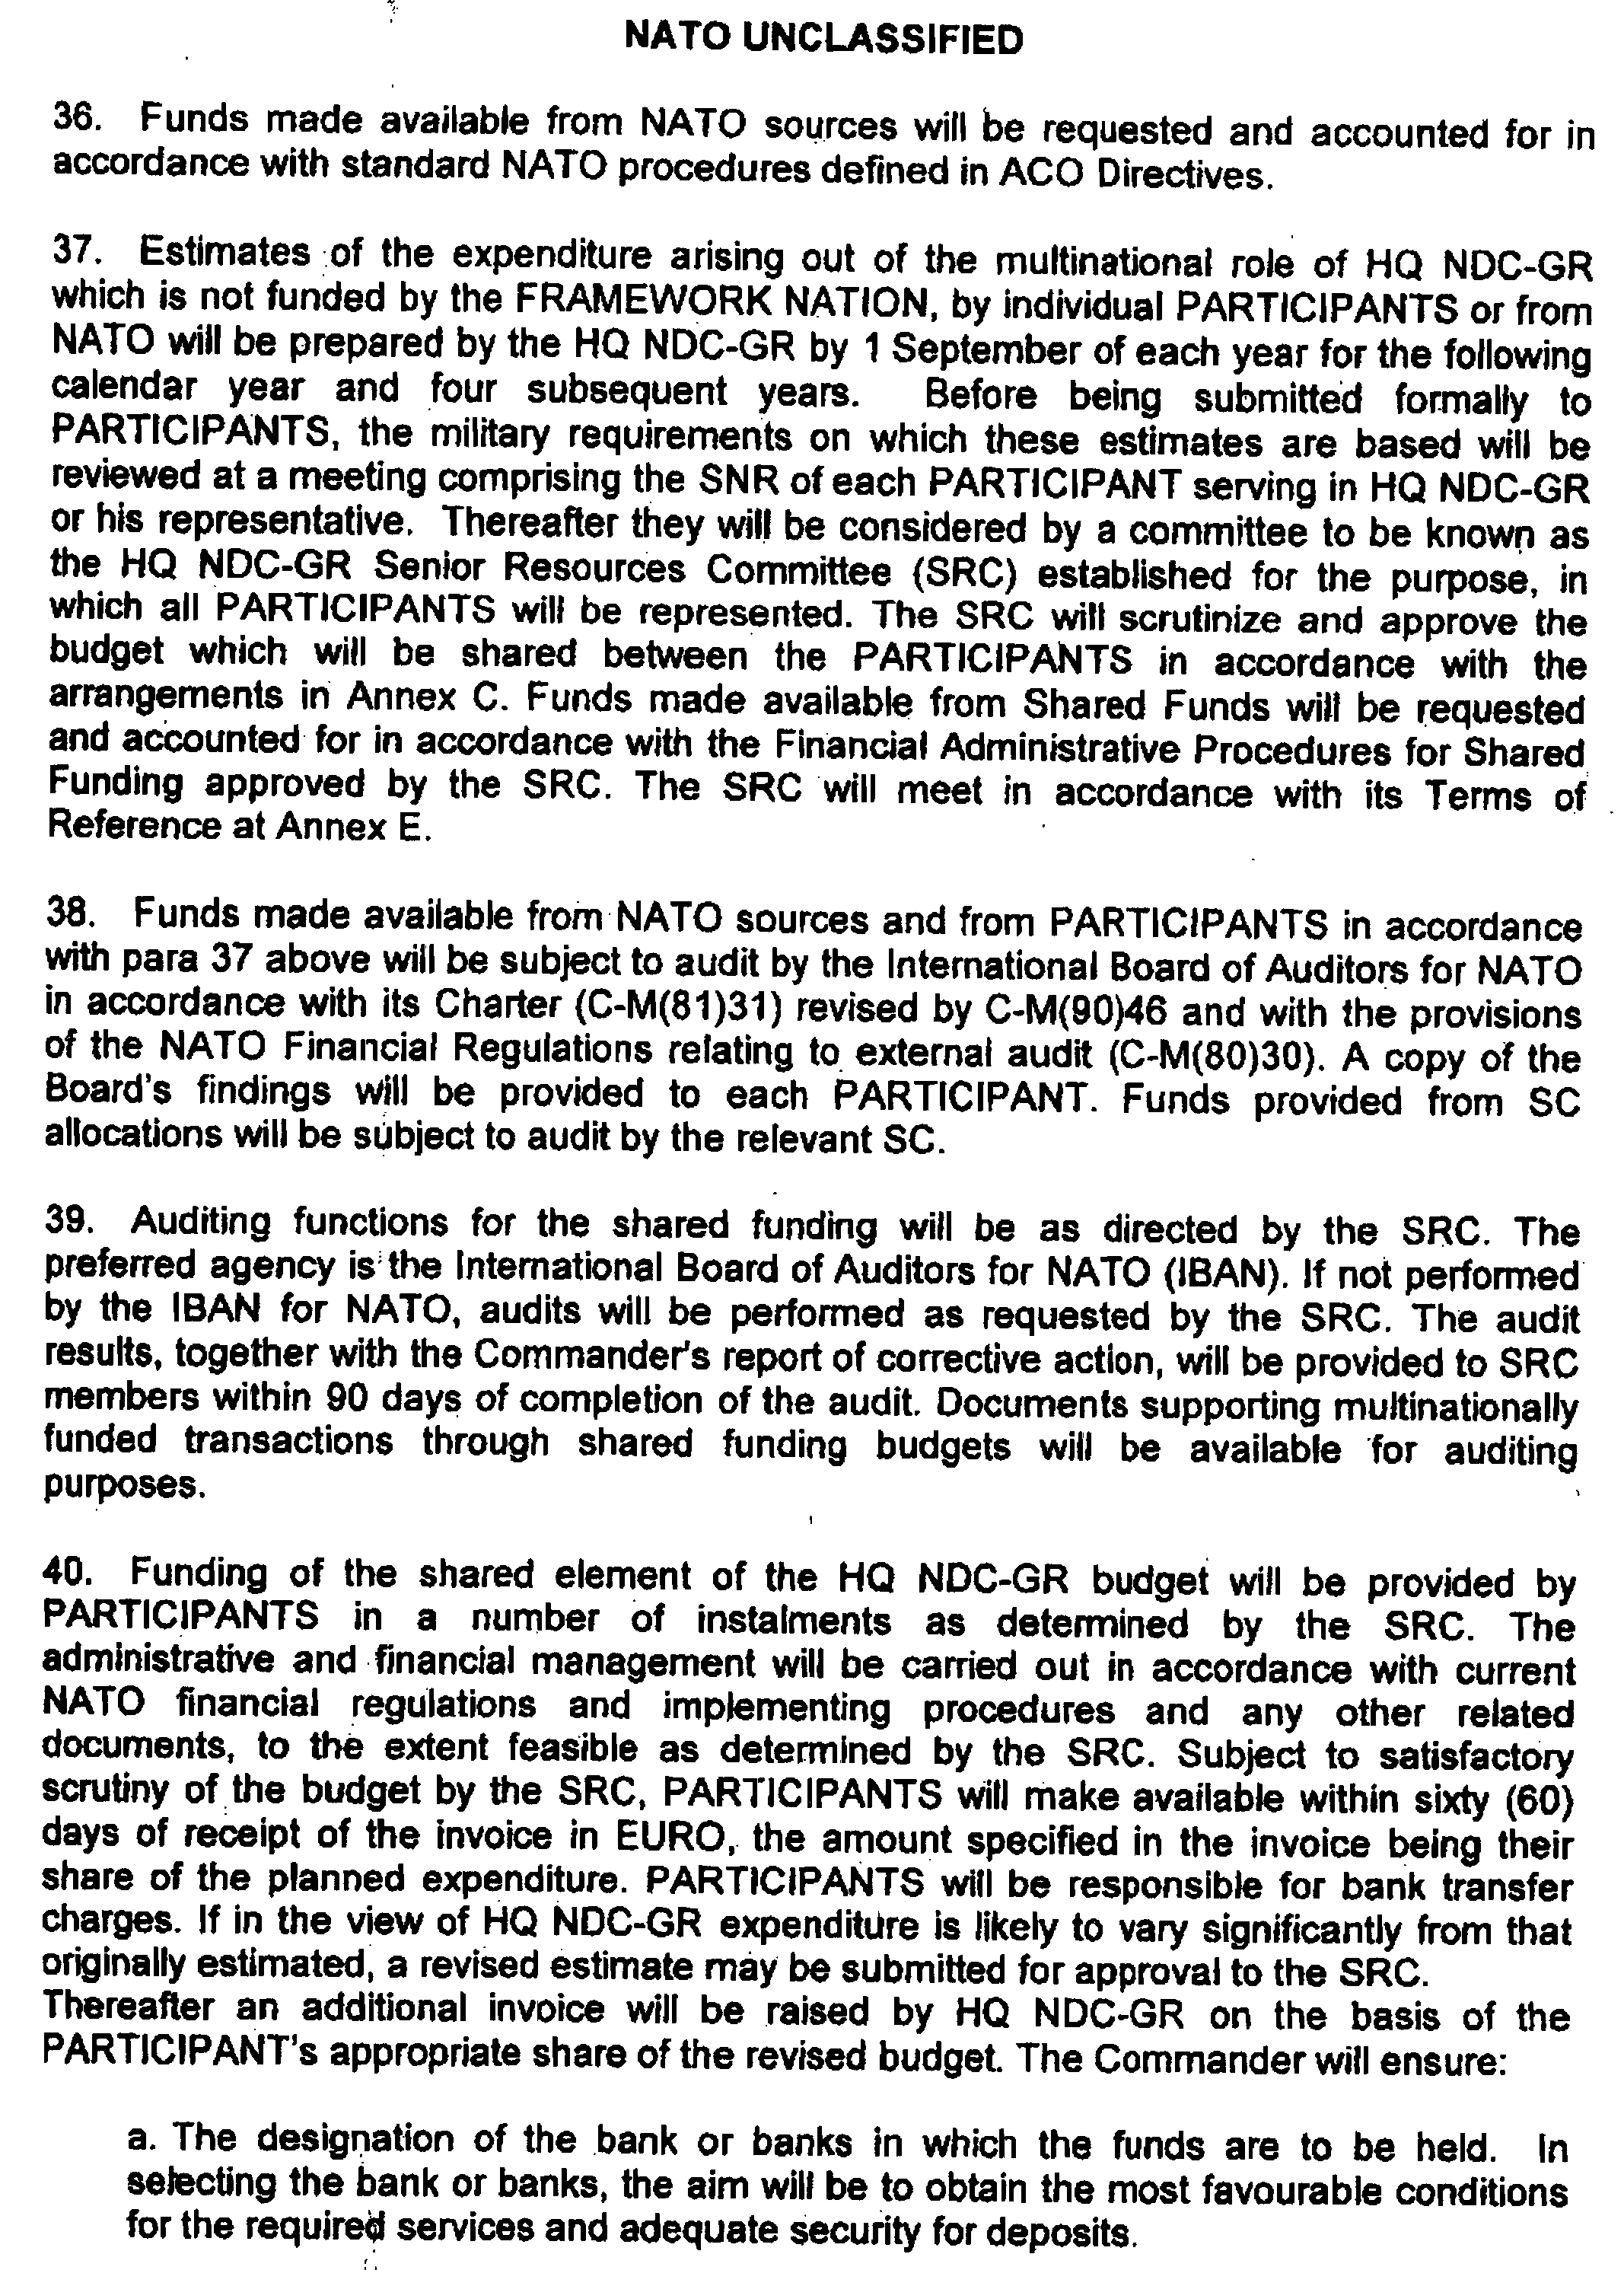 NATO UNCLASSIFIED
36. Funds made available from NATO sources will be requested and accounted for in
accordance with standard NATO procedures defined in ACO Directives.
37. Estimates of the expenditure arising out of the multinational role of HQ NDC-GR
which is not funded by the FRAMEWORK NATION, by individual PARTICIPANTS or from
NATO will be prepared by the HQ NDC-GR by 1 September of each year for the following
calendar year and four subsequent years. Before being submitted formally to
PARTICIPANTS, the military requirements on which these estimates are based will be
reviewed at a meeting comprising the SNR of each PARTICIPANT serving in HQ NDC-GR
or his representative. Thereafter they will be considered by a committee to be known as
the HQ NDC-GR Senior Resources Committee (SRC) established for the purpose, in
which all PARTICIPANTS will be represented. The SRC will scrutinize and approve the
budget which will be shared between the PARTICIPANTS in accordance with the
arrangements in Annex C. Funds made available from Shared Funds will be requested
and accounted for in accordance with the Financial Administrative Procedures for Shared
Funding approved by the SRC. The SRC will meet in accordance with its Terms of
Reference at Annex E.
38. Funds made available from NATO sources and from PARTICIPANTS in accordance
with para 37 above will be subject to audit by the International Board of Auditors for NATO
in accordance with its Charter (C-M(81)31) revised by C-M(90)46 and with the provisions
of the NATO Financial Regulations relating to external audit (C-M(80)30). A copy of the
Board's findings will be provided to each PARTICIPANT. Funds provided from SC
allocations will be subject to audit by the relevant SC.
39. Auditing functions for the shared funding will be as directed by the SRC. The
preferred agency is the International Board of Auditors for NATO (IBAN). If not performed
by the IBAN for NATO, audits will be performed as requested by the SRC. The audit
results, together with the Commander's report of corrective action, will be provided to SRC
members within 90 days of completion of the audit. Documents supporting multinationally
funded transactions through shared funding budgets will be available for auditing
purposes.
40. Funding of the shared element of the HQ NDC-GR budget will be provided by
PARTICIPANTS in a number of instalments as determined by the SRC. The
administrative and financial management will be carried out in accordance with current
NATO financial regulations and implementing procedures and any other related
documents, to the extent feasible as determined by the SRC. Subject to satisfactory
scrutiny of the budget by the SRC, PARTICIPANTS will make available within sixty (60)
days of receipt of the invoice in EURO, the amount specified in the invoice being their
share of the planned expenditure. PARTICIPANTS will be responsible for bank transfer
charges. If in the view of HQ NDC-GR expenditure is likely to vary significantly from that
originally estimated, a revised estimate may be submitted for approval to the SRC.
Thereafter an additional invoice will be raised by HQ NDC-GR on the basis of the
PARTICIPANT's appropriate share of the revised budget. The Commander will ensure:
a. The designation of the bank or banks in which the funds are to be held. In
selecting the bank or banks, the aim will be to obtain the most favourable conditions
for the required services and adequate security for deposits.